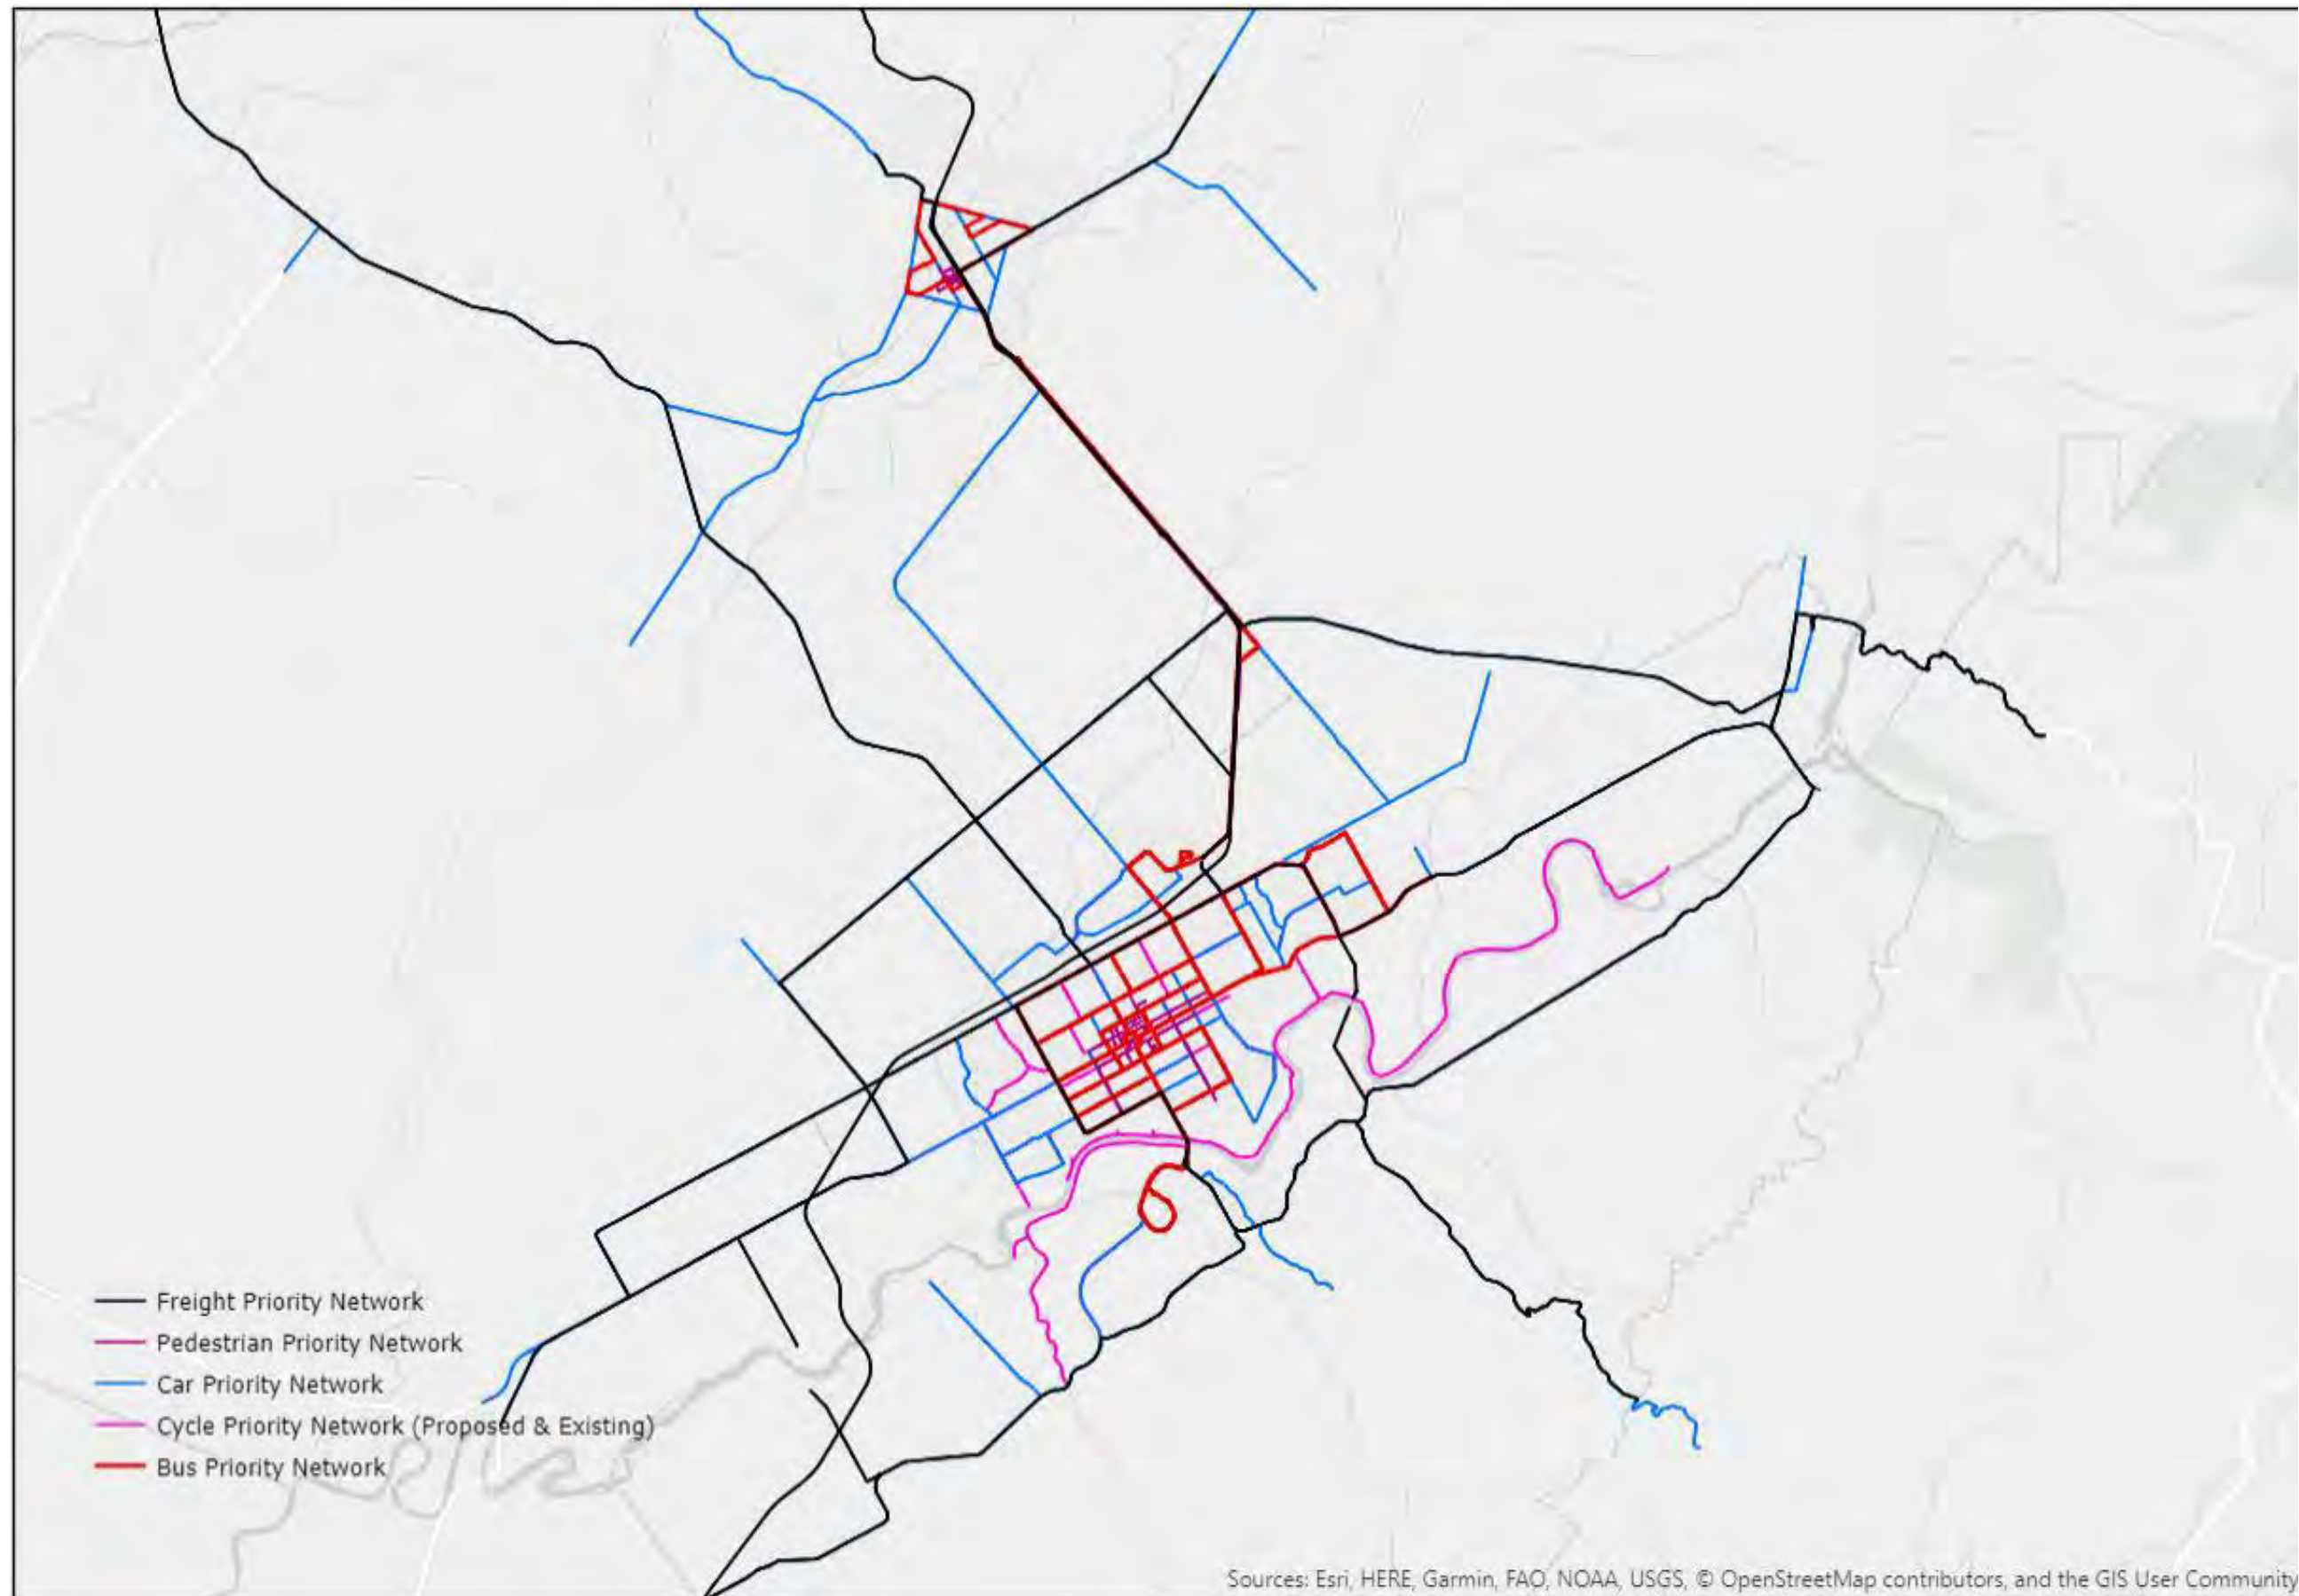 Freight Priority Network
Pedestrian Priority Network
Car Priority Network
Cycle Priority Network (Proposed & Existing)
Bus Priority Network
Sources: Esri, HERE, Garmin, FAO, NOAA, USGS, © OpenStreetMap contributors, and the GIS User Community